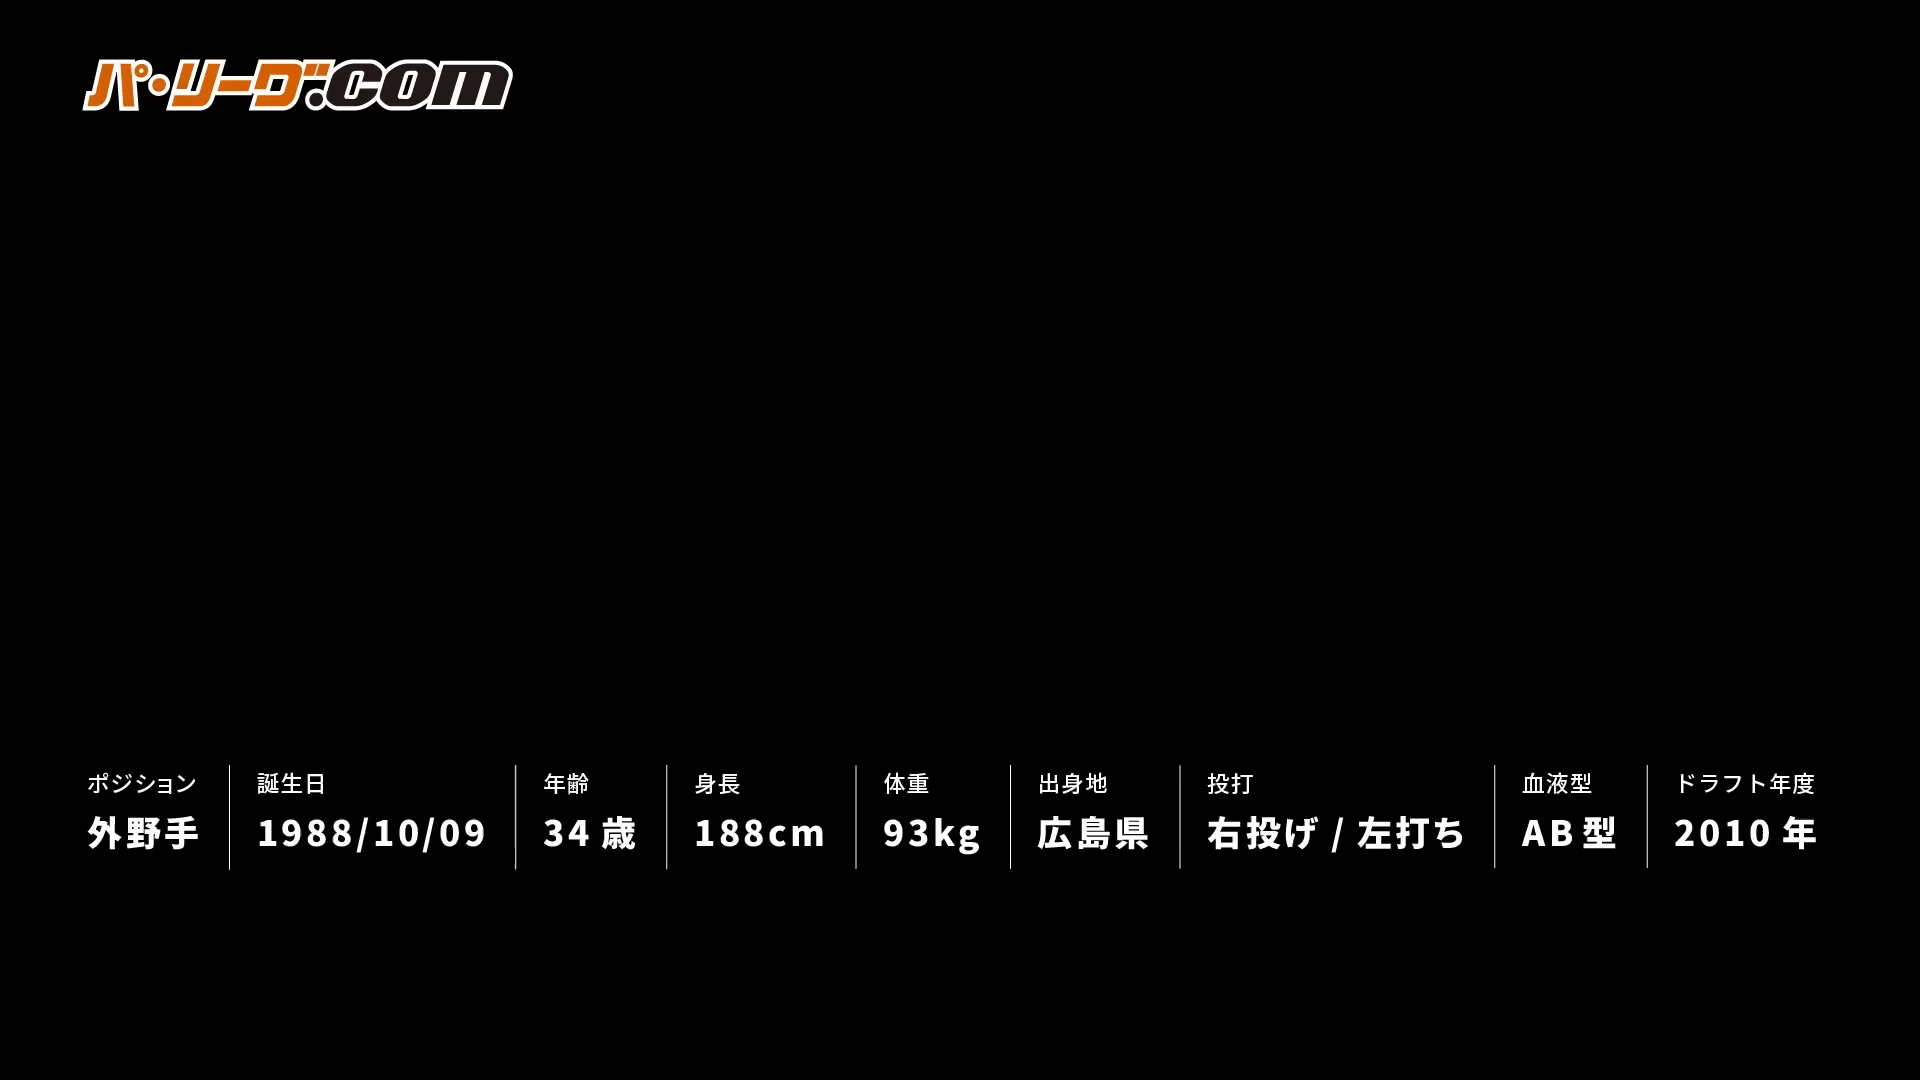 パ・リーグ.com
ポジション 誕生日 年齢 身長 体重 出身地 投打 血液型 ドラフト年度
外野手 1988/10/09 34歳 188cm 93kg 広島県 右投げ / 左打ち AB型 2010年